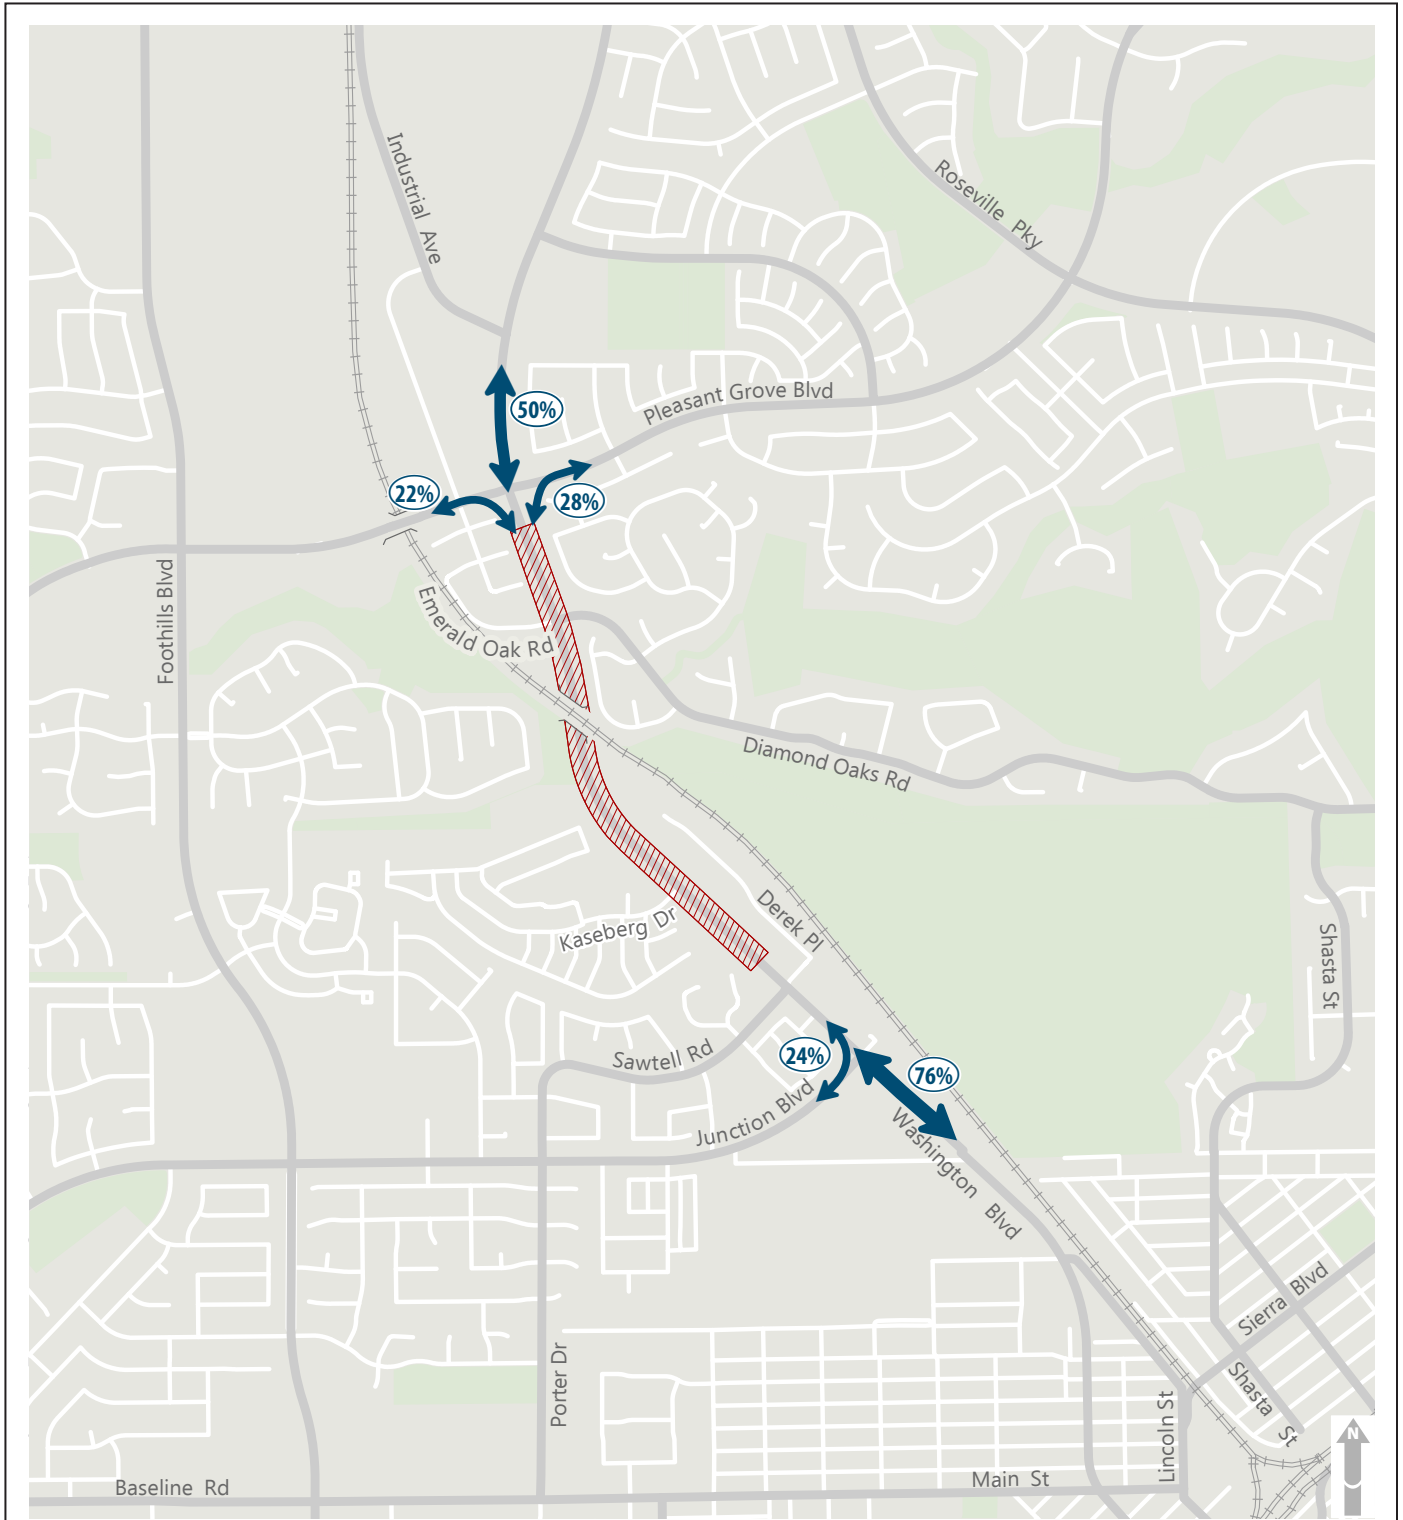 Industrial Ave
Roseville Pky
50%
Pleasant Grove Blvd
22%
28%
Foothills Blvd
Emerald Oak Rd
Diamond Oaks Rd
Derek Pl
Kaseberg Dr
Shasta St
Sawtell Rd
24%
76%
Junction Blvd
Washington Blvd
Sierra Blvd
Porter Dr
Lincoln St
Shasta St
N
Baseline Rd
Main St